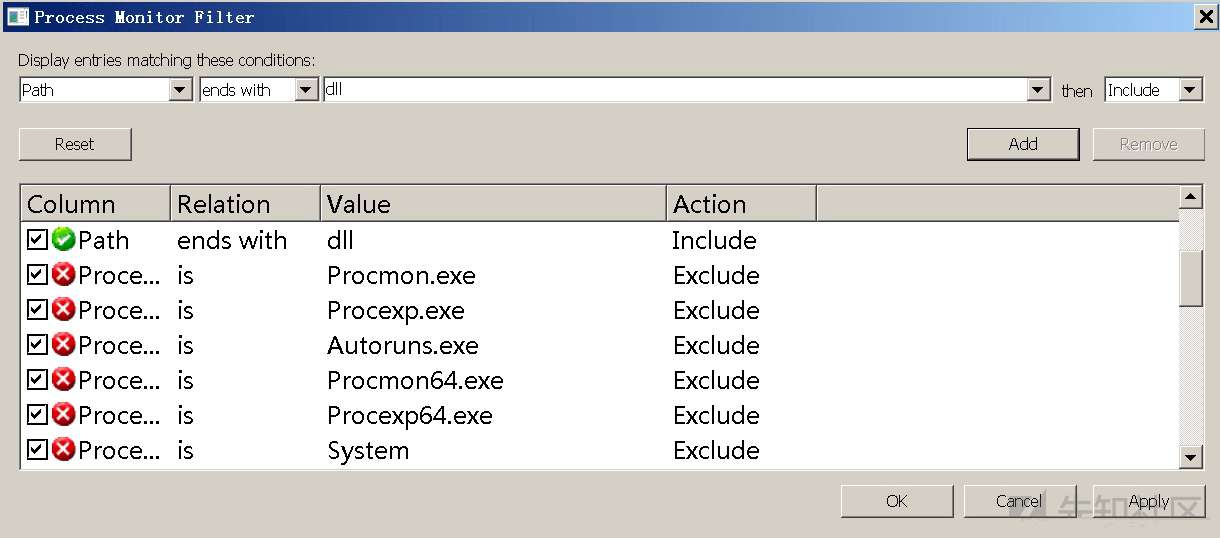 Process Monitor Filter
Display entries matching these conditions:
Path ends with dll then Include
Reset Add Remove
Column Relation Value Action
Path ends with dll Include
Proce... is Procmon.exe Exclude
Proce... is Procexp.exe Exclude
Proce... is Autoruns.exe Exclude
Proce... is Procmon64.exe Exclude
Proce... is Procexp64.exe Exclude
Proce... is System Exclude
OK Cancel Apply
先知社区